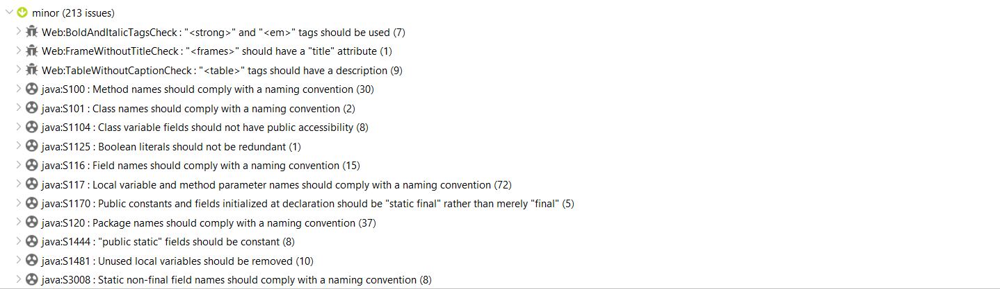 minor (213 issues)
Web:BoldAndItalicTagsCheck : "<strong>" and "<em>" tags should be used (7)
Web:FrameWithoutTitleCheck : "<frames>" should have a "title" attribute (1)
Web:TableWithoutCaptionCheck : "<table>" tags should have a description (9)
java:S100 : Method names should comply with a naming convention (30)
java:S101 : Class names should comply with a naming convention (2)
java:S1104 : Class variable fields should not have public accessibility (8)
java:S1125 : Boolean literals should not be redundant (1)
java:S116 : Field names should comply with a naming convention (15)
java:S117 : Local variable and method parameter names should comply with a naming convention (72)
java:S1170 : Public constants and fields initialized at declaration should be "static final" rather than merely "final" (5)
java:S120 : Package names should comply with a naming convention (37)
java:S1444 : "public static" fields should be constant (8)
java:S1481 : Unused local variables should be removed (10)
java:S3008 : Static non-final field names should comply with a naming convention (8)